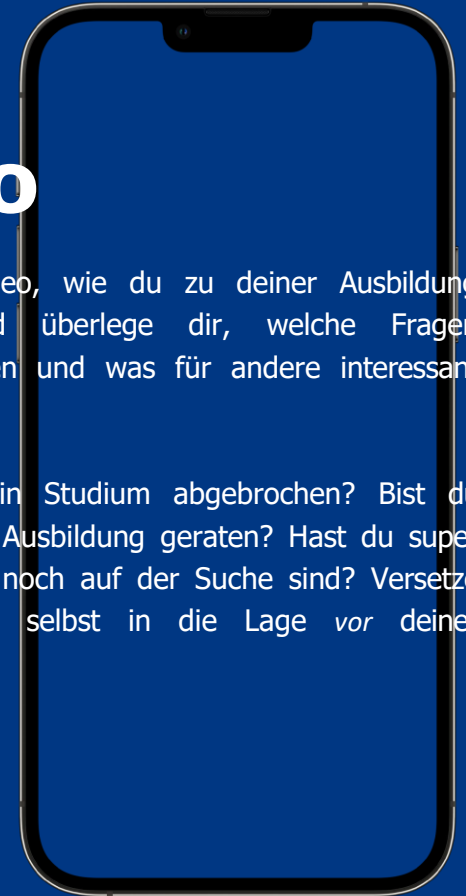 o
eo, wie du zu deiner Ausbildung
d überlege dir, welche Fragen
en und was für andere interessan
in Studium abgebrochen? Bist du
Ausbildung geraten? Hast du supe
noch auf der Suche sind? Versetze
selbst in die Lage vor deine